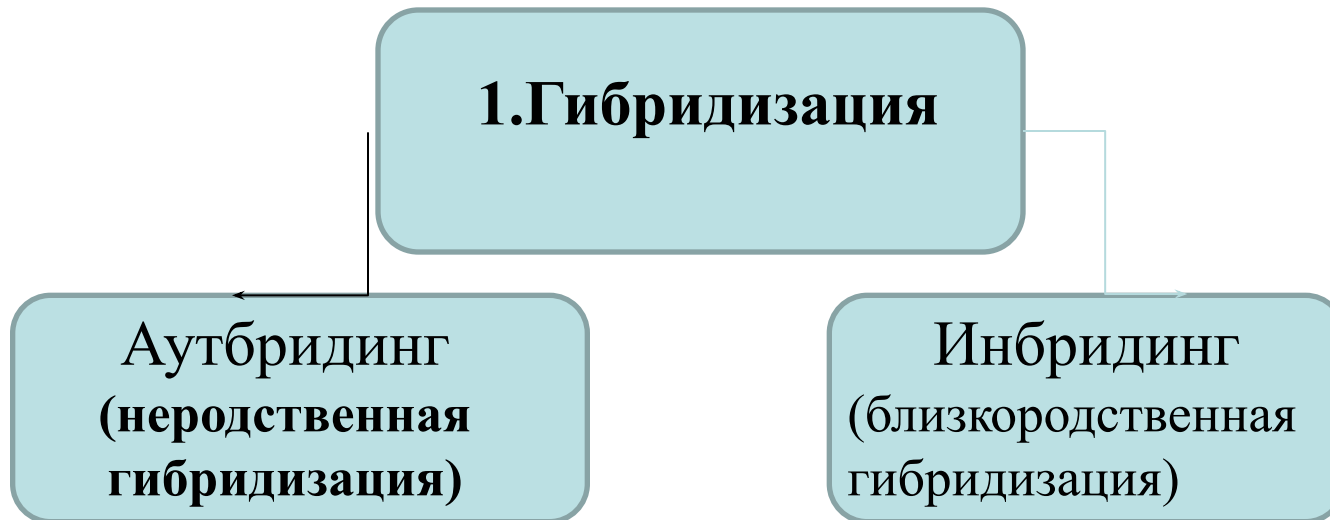 1.Гибридизация
Аутбридинг
(неродственная
гибридизация)
Инбридинг
(близкородственная
гибридизация)